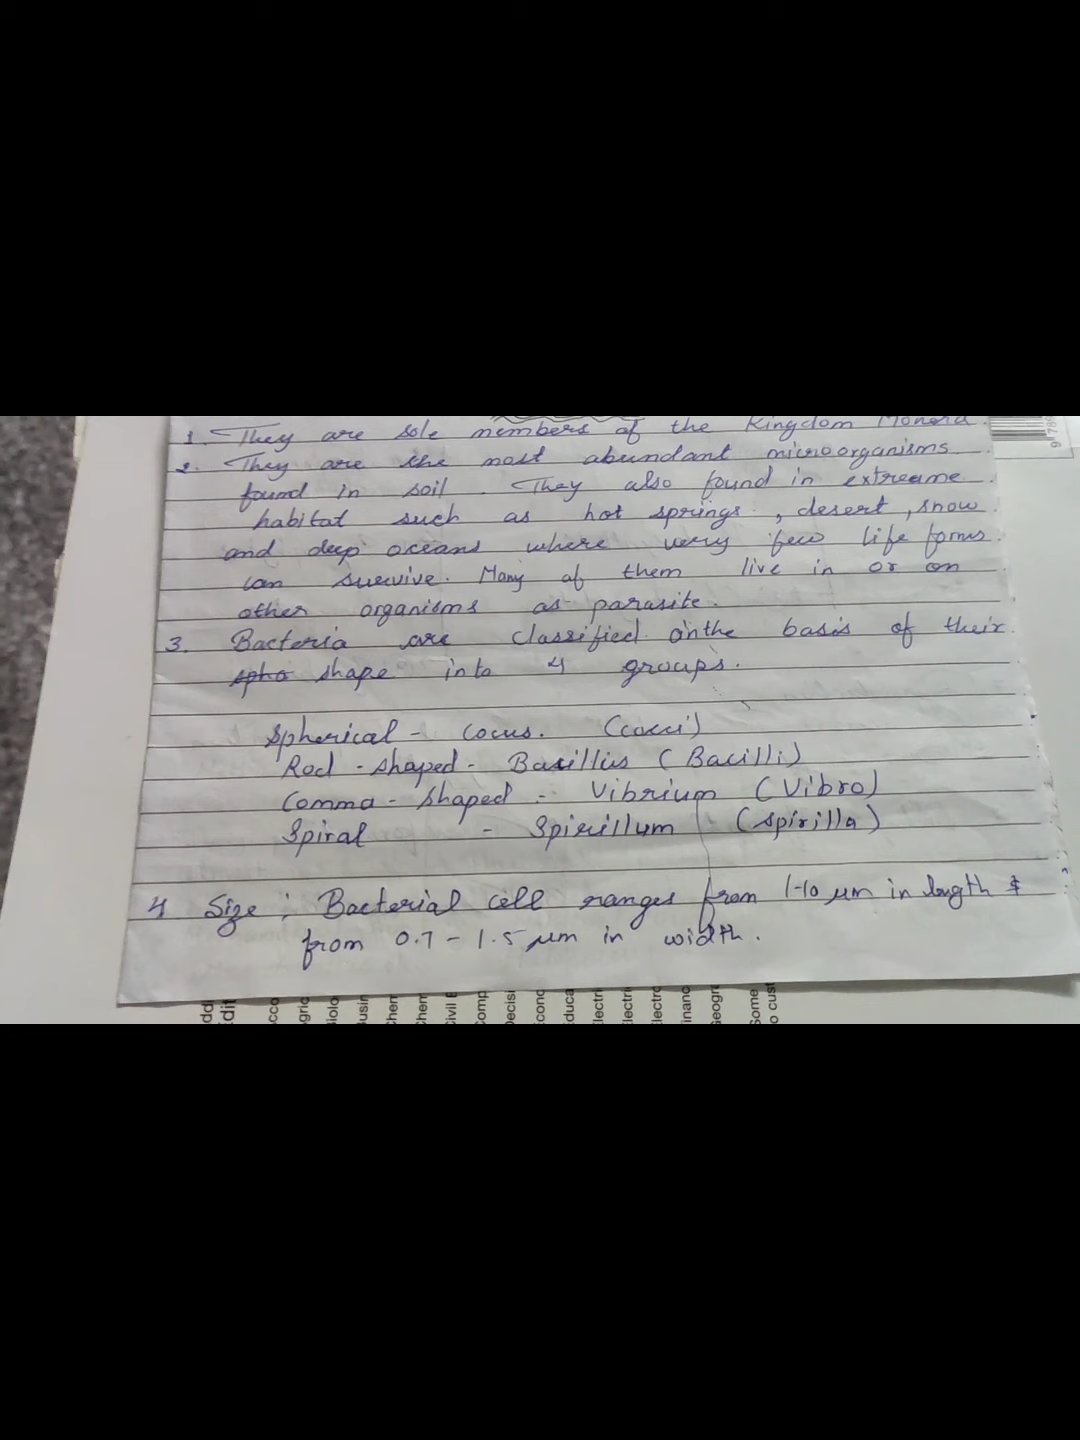 1. They are sole members of the Kingdom Monera.
2. They are the most abundant microorganisms
found in soil. They also found in extreame
habitat such as hot springs, desert, snow
and deep oceans where very few life forms
can survive. Many of them live in or on
other organisms as parasite.
3. Bacteria are classified on the basis of their
spho shape into 4 groups.
Spherical - Cocus. (cocci)
Rod - shaped - Bacillus (Bacilli)
Comma - shaped - Vibrium (Vibro)
Spiral - Spirillum (spirilla)
4 Size : Bacterial cell ranges from 1-10 μm in length &
from 0.7 - 1.5 μm in width.